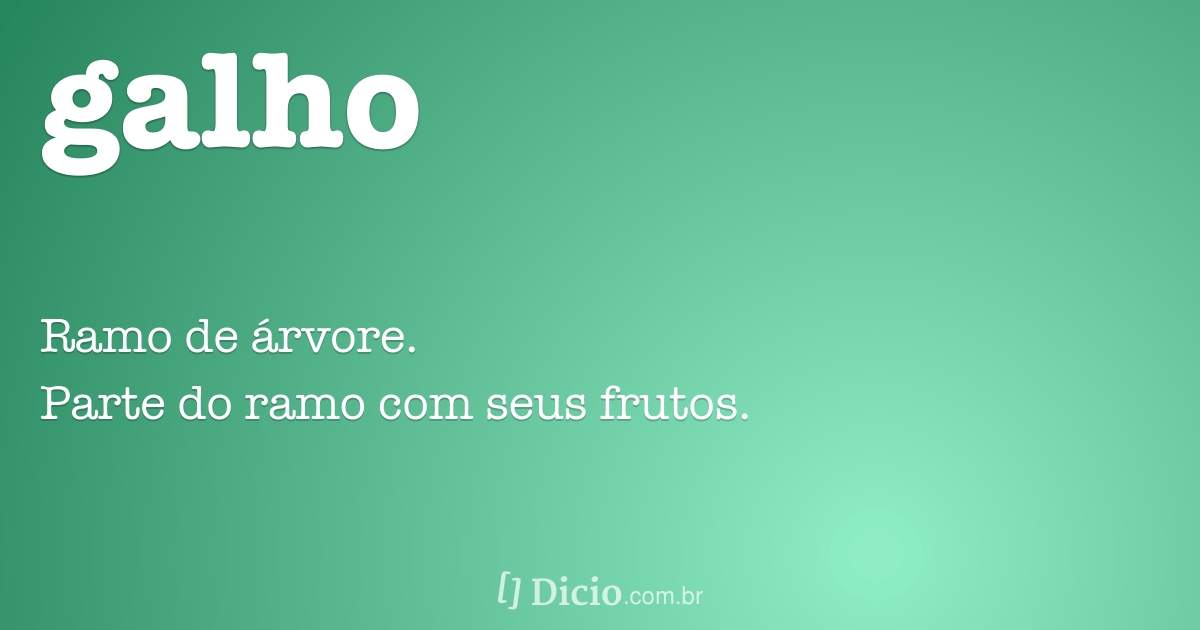 galho
Ramo de árvore.
Parte do ramo com seus frutos.
[] Dicio.com.br